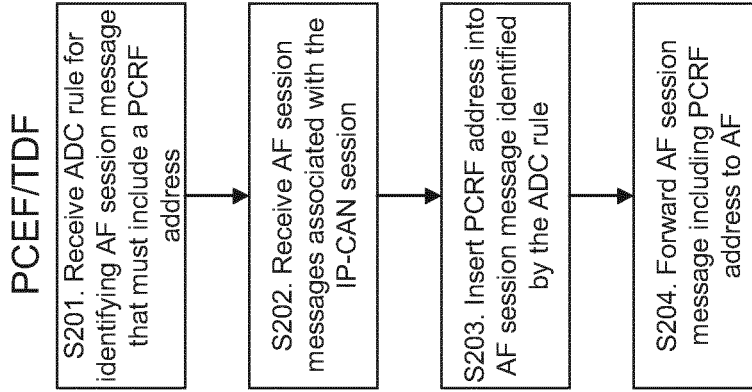 PCEF/TDF
S201. Receive ADC rule for
identifying AF session message
that must include a PCRF
address
S202. Receive AF session
messages associated with the
IP-CAN session
S203. Insert PCRF address into
AF session message identified
by the ADC rule
S204. Forward AF session
message including PCRF
address to AF